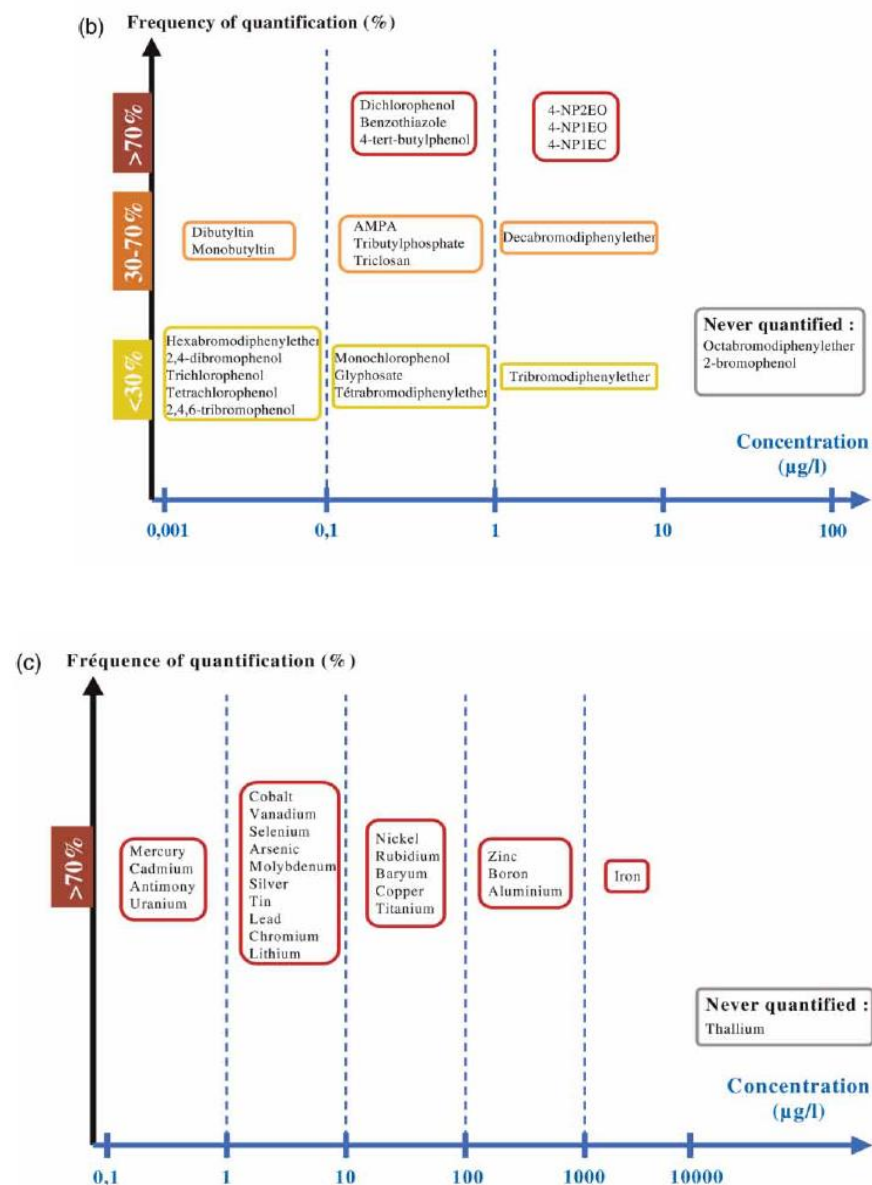 (b) Frequency of quantification (%)
>70%
Dichlorophenol
Benzothiazole
4-tert-butylphenol
4-NP2EO
4-NP1EO
4-NP1EC
30-70%
Dibutyltin
Monobutyltin
AMPA
Tributylphosphate
Triclosan
Decabromodiphenylether
<30%
Hexabromodiphenylether
2,4-dibromophenol
Trichlorophenol
Tetrachlorophenol
2,4,6-tribromophenol
Monochlorophenol
Glyphosate
Tétrabromodiphenylether
Tribromodiphenylether
Never quantified :
Octabromodiphenylether
2-bromophenol
Concentration
(µg/l)
0,001 0,1 1 10 100
(c) Fréquence of quantification (%)
>70%
Mercury
Cadmium
Antimony
Uranium
Cobalt
Vanadium
Selenium
Arsenic
Molybdenum
Silver
Tin
Lead
Chromium
Lithium
Nickel
Rubidium
Baryum
Copper
Titanium
Zinc
Boron
Aluminium
Iron
Never quantified :
Thallium
Concentration
(µg/l)
0,1 1 10 100 1000 10000